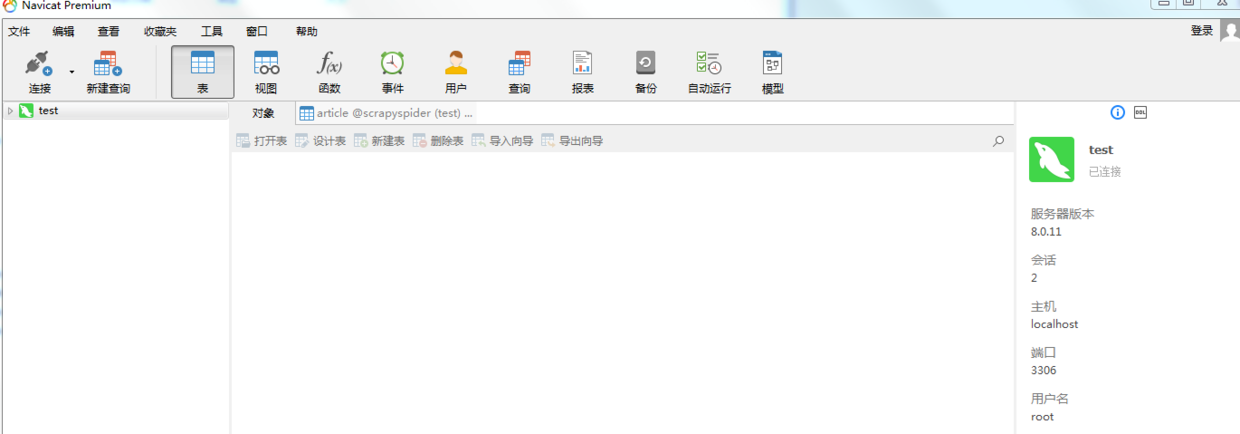 Navicat Premium
文件 编辑 查看 收藏夹 工具 窗口 帮助 登录
f(x)
连接 新建查询 表 视图 函数 事件 用户 查询 报表 备份 自动运行 模型
test
对象 article @scrapyspider (test) ...
DDL
打开表 设计表 新建表 删除表 导入向导 导出向导
test
已连接
服务器版本
8.0.11
会话
2
主机
localhost
端口
3306
用户名
root